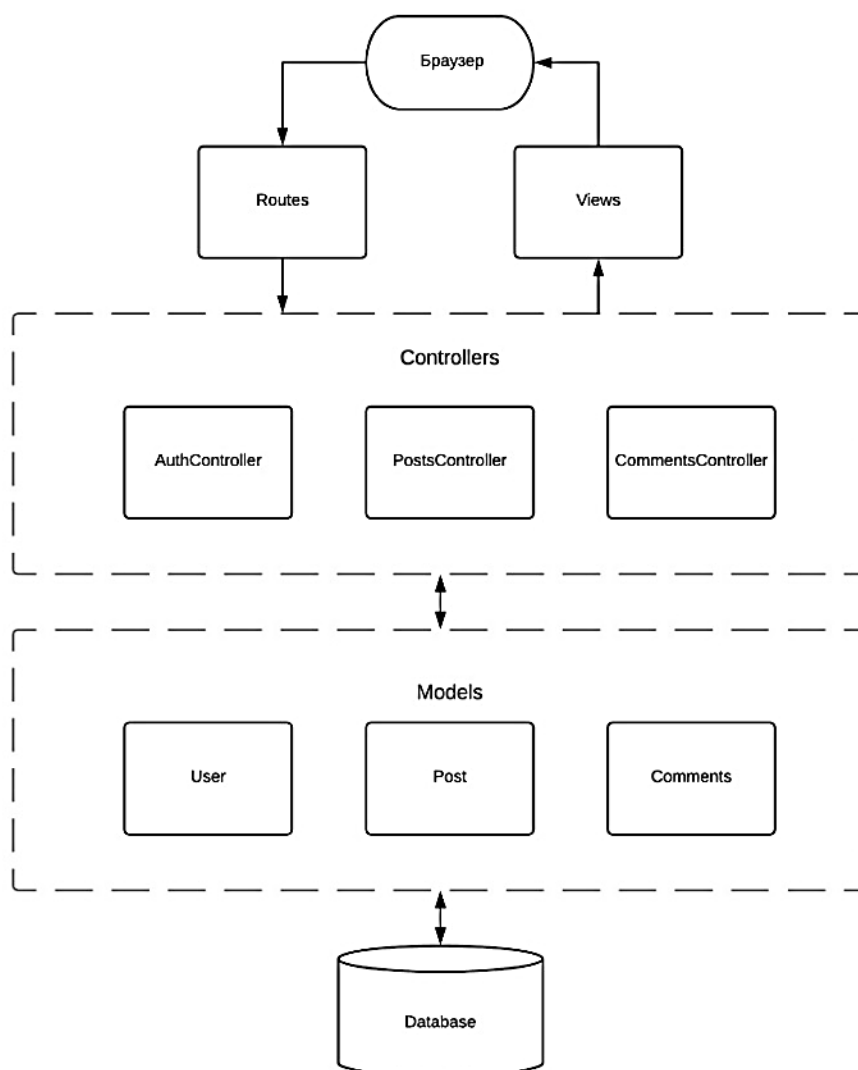 Браузер
Routes
Views
Controllers
AuthController
PostsController
CommentsController
Models
User
Post
Comments
Database